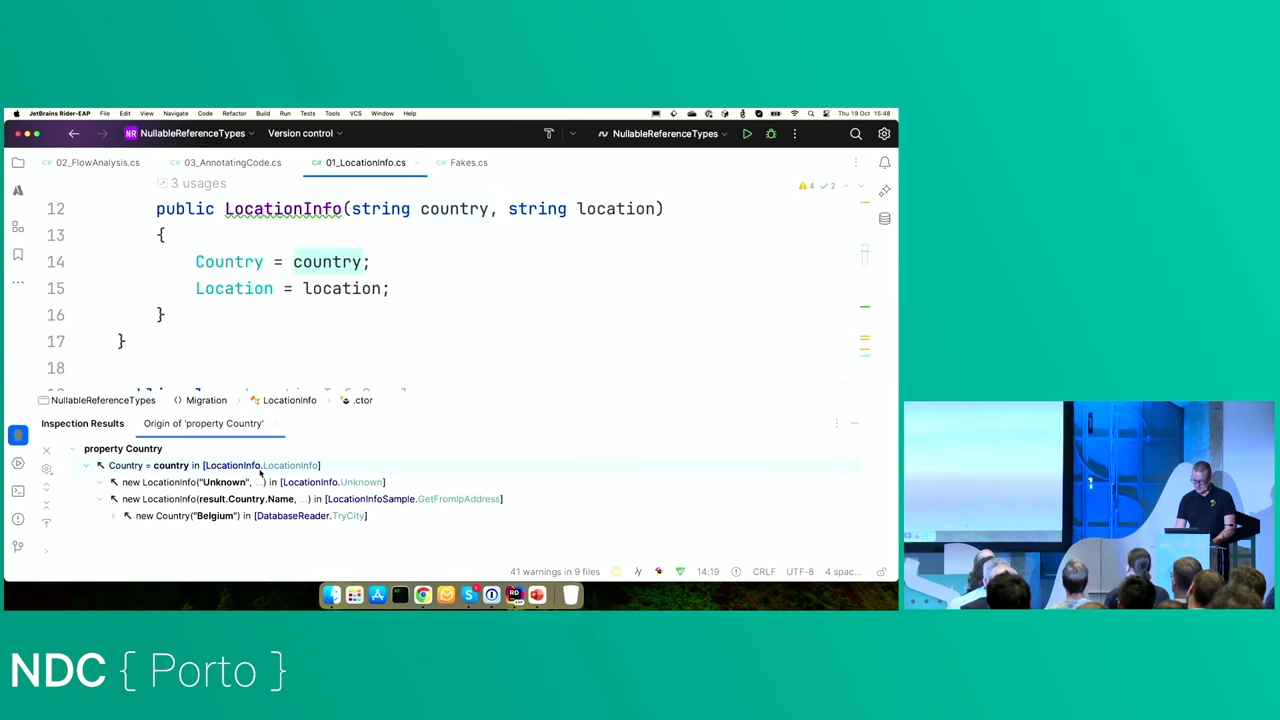 JetBrains Rider-EAP File Edit View Navigate Code Refactor Build Run Tests Tools VCS Window Help Thu 19 Oct 15:48
NR NullableReferenceTypes Version control NullableReferenceTypes
C# 02_FlowAnalysis.cs C# 03_AnnotatingCode.cs C# 01_LocationInfo.cs C# Fakes.cs
3 usages
4 2
12 public LocationInfo(string country, string location)
13 {
14 Country = country;
15 Location = location;
16 }
17 }
18
NullableReferenceTypes Migration LocationInfo .ctor
Inspection Results Origin of 'property Country'
property Country
Country = country in [LocationInfo.LocationInfo]
new LocationInfo("Unknown", ...) in [LocationInfo.Unknown]
new LocationInfo(result.Country.Name, ...) in [LocationInfoSample.GetFromIpAddress]
new Country("Belgium") in [DatabaseReader.TryCity]
41 warnings in 9 files 14:19 CRLF UTF-8 4 spac...
NDC { Porto }